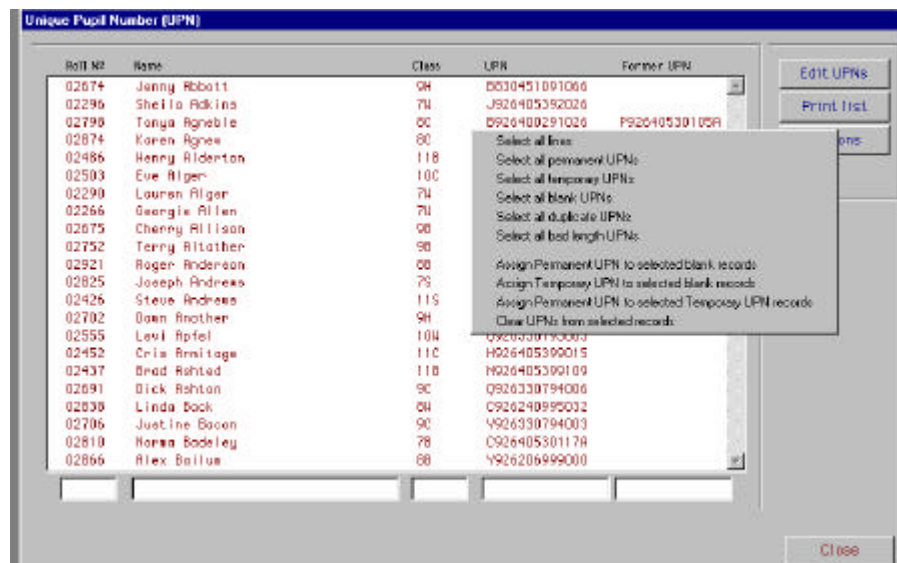 Unique Pupil Number (UPN)
Roll Nº Name Class UPN Former UPN
02674 Jenny Abbott 9W B830451091066
02296 Sheila Adkins 7W J926405392026
02798 Tanya Agneble 8C B926400291026 P92640530105A
02874 Karen Agnew 8C
02486 Henry Alderton 11B
02503 Eve Alger 10C
02290 Lauren Alger 7W
02266 Georgie Allen 7W
02675 Cherry Allison 9B
02752 Terry Altather 9B
02921 Roger Anderson 8B
02825 Joseph Andrews 7S
02426 Steve Andrews 11S
02702 Dawn Another 9H
02555 Levi Apfel 10W Q926330793003
02452 Cris Armitage 11C H926405399015
02437 Brad Ashted 11B N926405399109
02691 Dick Ashton 9C Q926330794006
02838 Linda Back 8W C926240995032
02706 Justine Bacon 9C V926330794003
02810 Norma Badeley 7B C92640530117A
02866 Alex Bailum 8B Y926206999000
Edit UPNs
Print list
ons
Select all lines
Select all permanent UPNs
Select all temporary UPNs
Select all blank UPNs
Select all duplicate UPNs
Select all bad length UPNs
Assign Permanent UPN to selected blank records
Assign Temporary UPN to selected blank records
Assign Permanent UPN to selected Temporary UPN records
Clear UPNs from selected records
Close